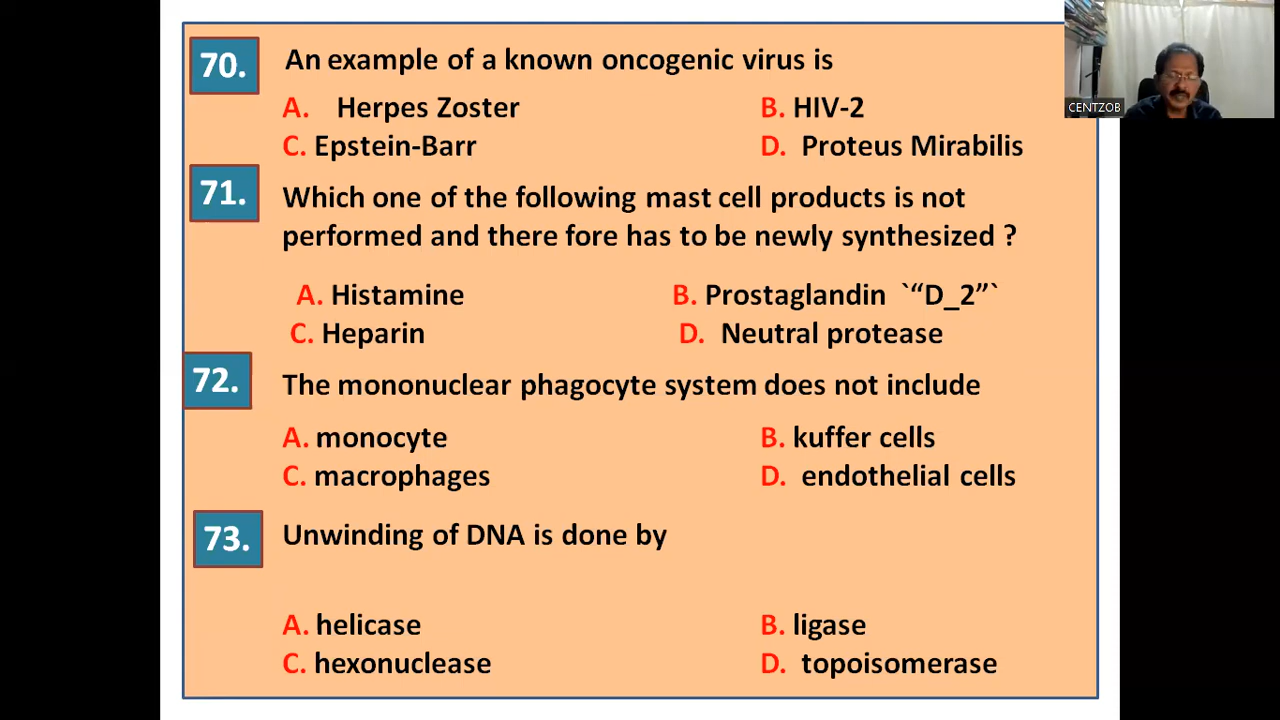 70. An example of a known oncogenic virus is
A. Herpes Zoster B. HIV-2
C. Epstein-Barr D. Proteus Mirabilis
71. Which one of the following mast cell products is not
performed and there fore has to be newly synthesized ?
A. Histamine B. Prostaglandin `“D_2”`
C. Heparin D. Neutral protease
72. The mononuclear phagocyte system does not include
A. monocyte B. kuffer cells
C. macrophages D. endothelial cells
73. Unwinding of DNA is done by
A. helicase B. ligase
C. hexonuclease D. topoisomerase
CENTZOB